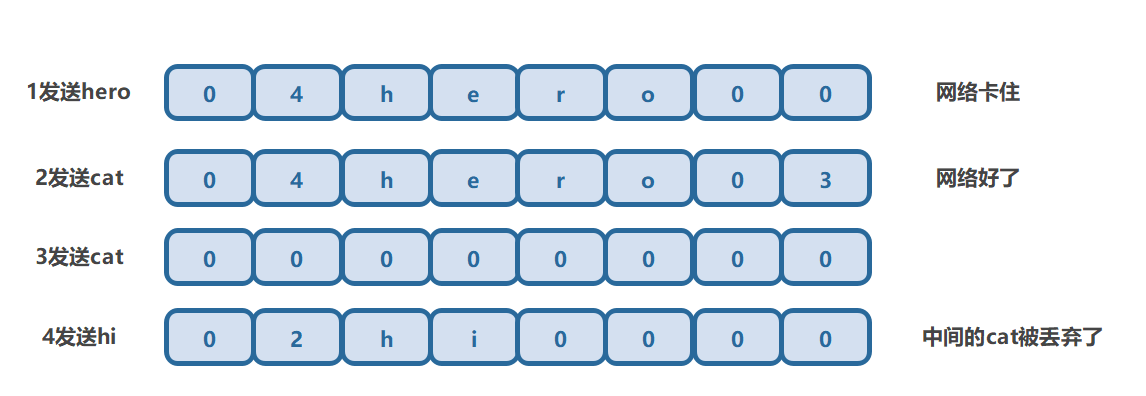 1发送hero 0 4 h e r o 0 0 网络卡住
2发送cat 0 4 h e r o 0 3 网络好了
3发送cat 0 0 0 0 0 0 0 0
4发送hi 0 2 h i 0 0 0 0 中间的cat被丢弃了